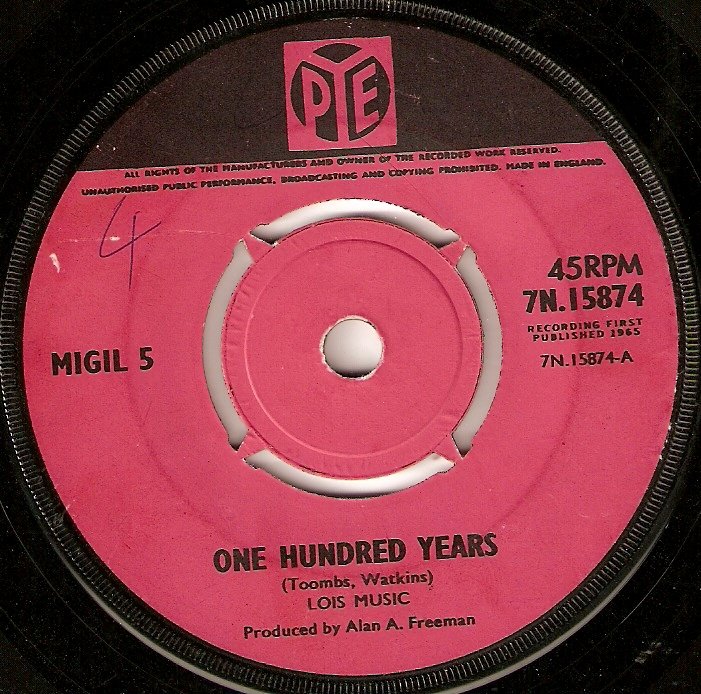 PYE
ALL RIGHTS OF THE MANUFACTURERS AND OWNER OF THE RECORDED WORK RESERVED.
UNAUTHORISED PUBLIC PERFORMANCE, BROADCASTING AND COPYING PROHIBITED. MADE IN ENGLAND.
4
45RPM
7N.15874
RECORDING FIRST
PUBLISHED 1965
MIGIL 5
7N.15874-A
ONE HUNDRED YEARS
(Toombs, Watkins)
LOIS MUSIC
Produced by Alan A. Freeman